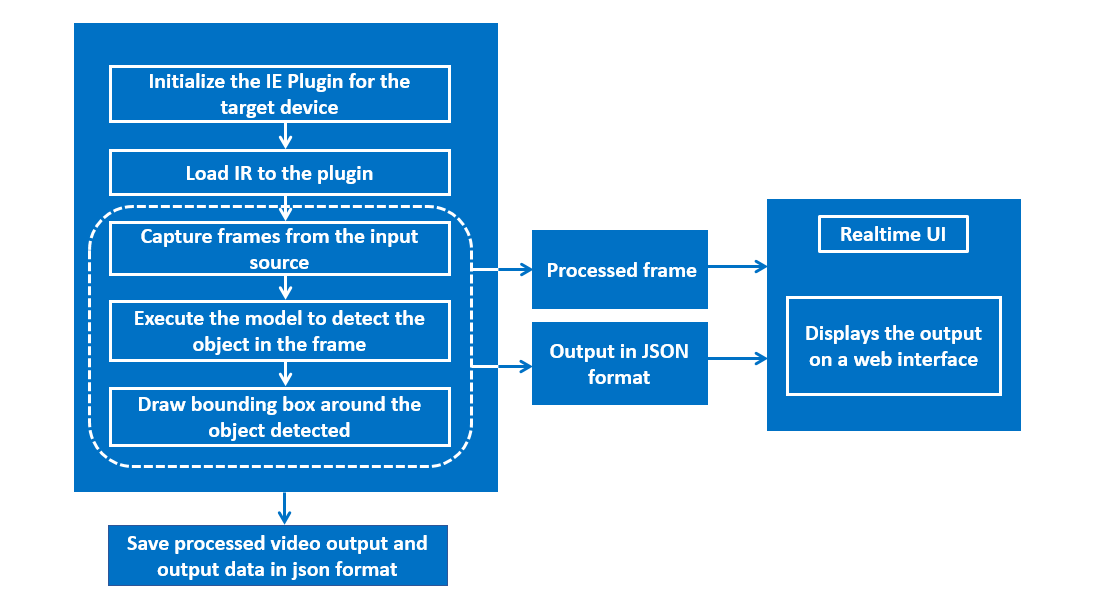 Initialize the IE Plugin for the
target device
Load IR to the plugin
Capture frames from the input
source
Execute the model to detect the
object in the frame
Draw bounding box around the
object detected
Save processed video output and
output data in json format
Processed frame
Output in JSON
format
Realtime UI
Displays the output
on a web interface